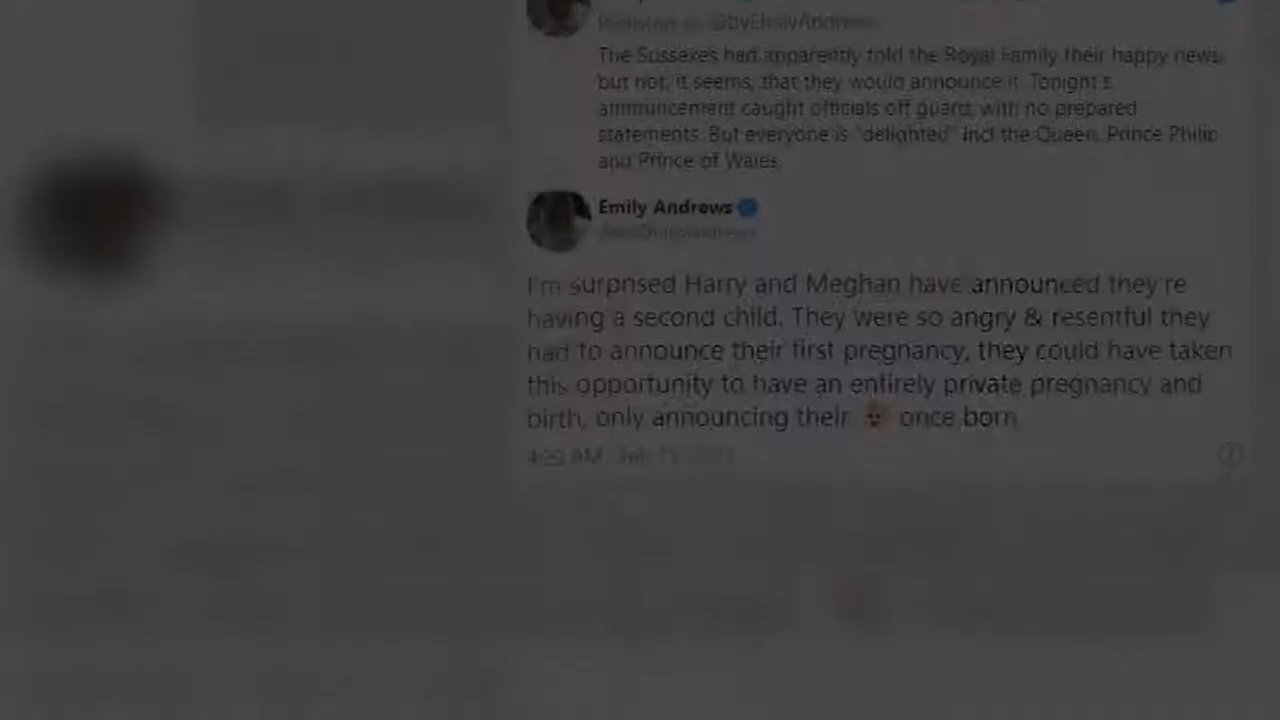 @byEmilyAndrews
The Sussexes had apparently told the Royal Family their happy news
but not, it seems, that they would announce it. Tonight's
announcement caught officials off guard, with no prepared
statements. But everyone is "delighted" incl the Queen, Prince Philip
and Prince of Wales.
Emily Andrews
I'm surprised Harry and Meghan have announced they're
having a second child. They were so angry & resentful they
had to announce their first pregnancy, they could have taken
this opportunity to have an entirely private pregnancy and
birth, only announcing their 👶 once born.
AM